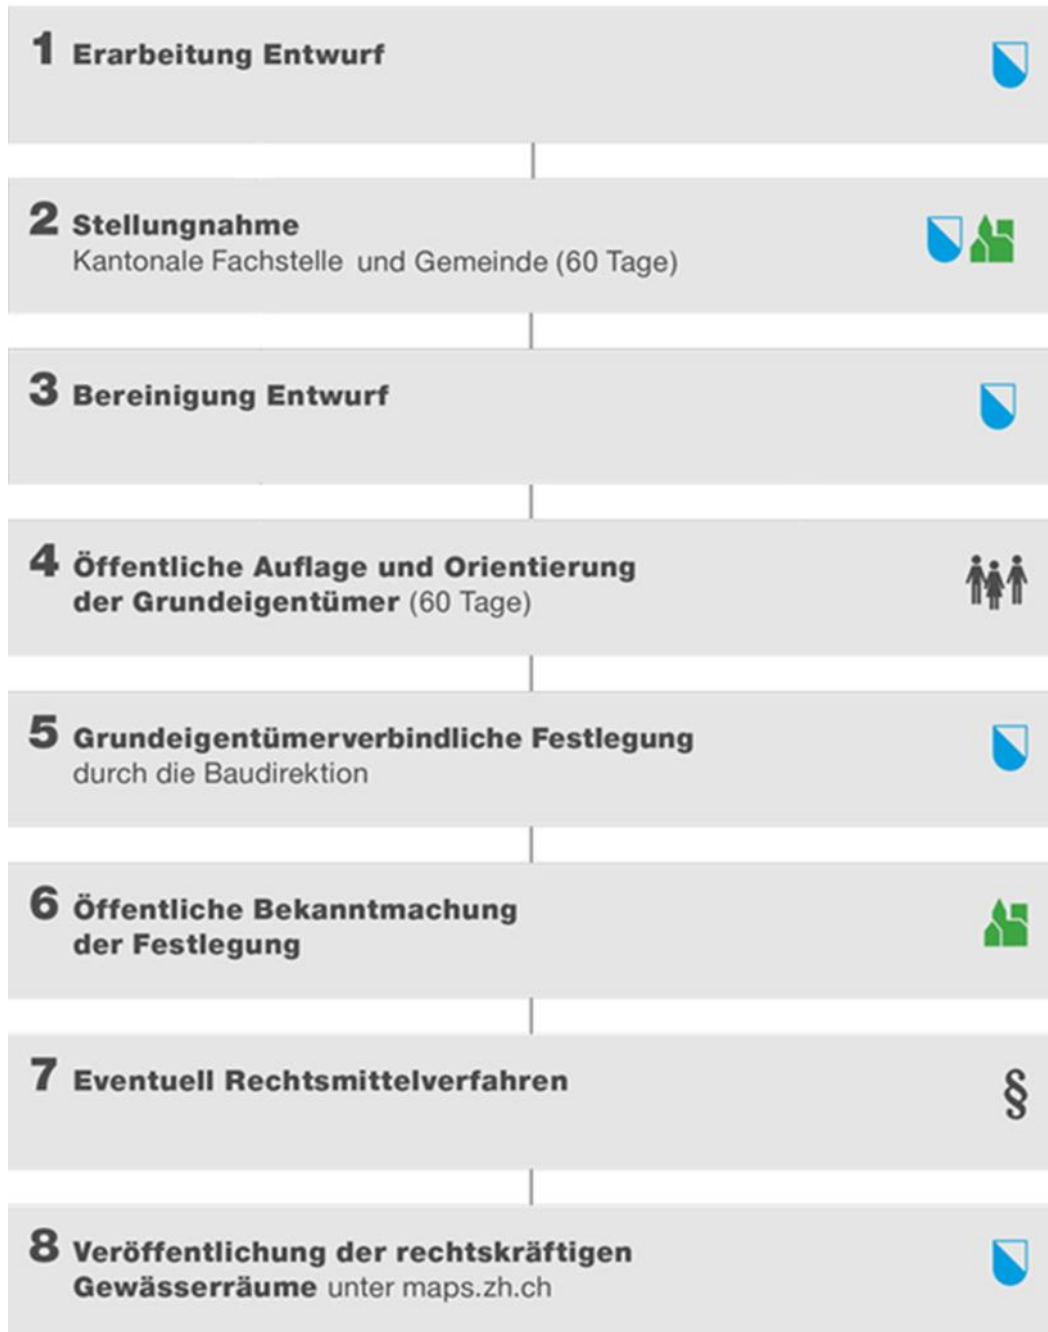 1 Erarbeitung Entwurf
2 Stellungnahme
Kantonale Fachstelle und Gemeinde (60 Tage)
3 Bereinigung Entwurf
4 Öffentliche Auflage und Orientierung
der Grundeigentümer (60 Tage)
5 Grundeigentümerverbindliche Festlegung
durch die Baudirektion
6 Öffentliche Bekanntmachung
der Festlegung
7 Eventuell Rechtsmittelverfahren §
8 Veröffentlichung der rechtskräftigen
Gewässerräume unter maps.zh.ch